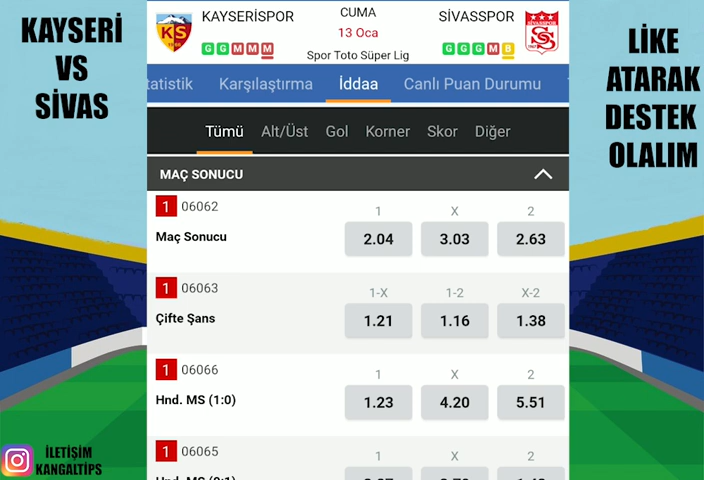 KAYSERİ
VS
SİVAS
LİKE
ATARAK
DESTEK
OLALIM
KAYSERİSPOR
CUMA
SİVASSPOR
13 Oca
G G M M M
G G G M B
Spor Toto Süper Lig
tatistik Karşılaştırma İddaa Canlı Puan Durumu
Tümü Alt/Üst Gol Korner Skor Diğer
MAÇ SONUCU
1 06062
1 X 2
Maç Sonucu 2.04 3.03 2.63
1 06063
1-X 1-2 X-2
Çifte Şans 1.21 1.16 1.38
1 06066
1 X 2
Hnd. MS (1:0) 1.23 4.20 5.51
1 06065
1 X 2
İLETİŞİM
KANGALTİPS